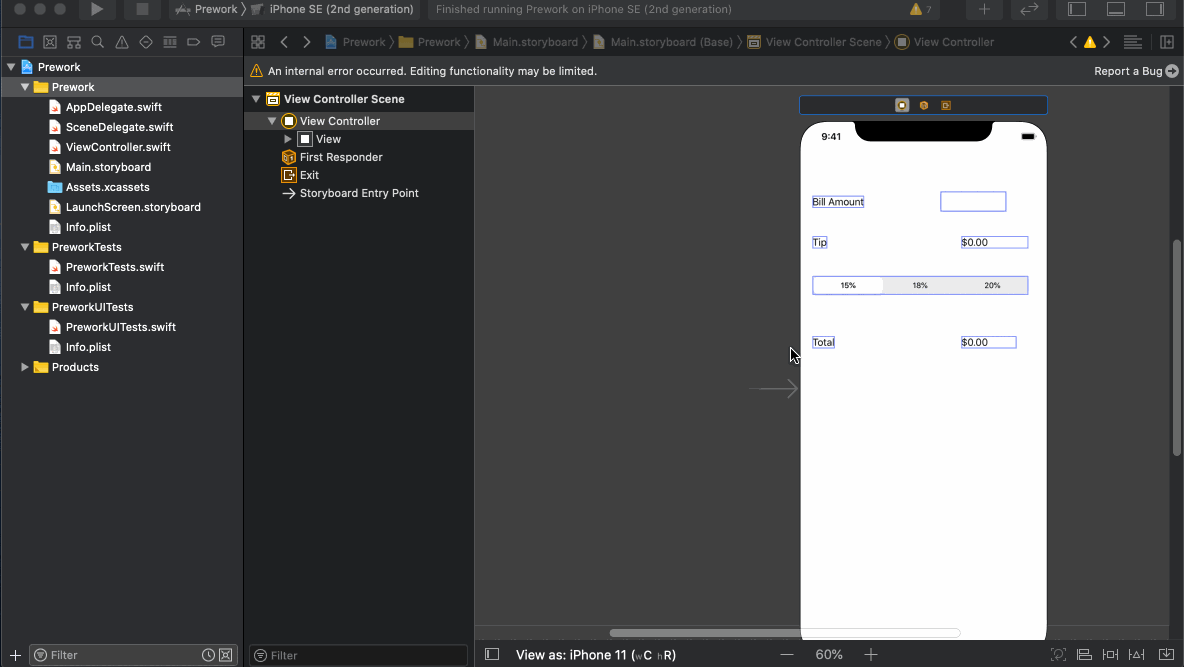 Prework
iPhone SE (2nd generation)
Finished running Prework on iPhone SE (2nd generation)
7
Prework
Prework
Main.storyboard
Main.storyboard (Base)
View Controller Scene
View Controller
An internal error occurred. Editing functionality may be limited.
Report a Bug
Prework
Prework
AppDelegate.swift
SceneDelegate.swift
ViewController.swift
Main.storyboard
Assets.xcassets
LaunchScreen.storyboard
Info.plist
PreworkTests
PreworkTests.swift
Info.plist
PreworkUITests
PreworkUITests.swift
Info.plist
Products
Filter
View Controller Scene
View Controller
View
First Responder
Exit
Storyboard Entry Point
Filter
9:41
Bill Amount
Tip
$0.00
15%
18%
20%
Total
$0.00
View as: iPhone 11 (wC hR)
60%